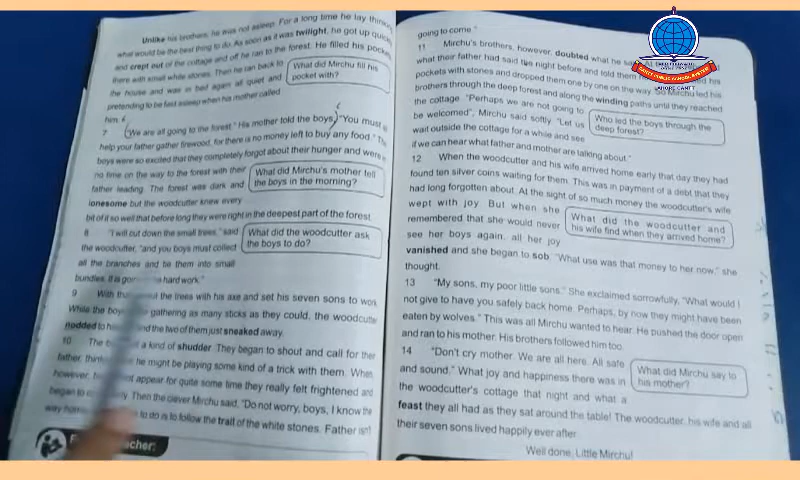 Unlike his brothers, he was not asleep. For a long time he lay thinking
what would be the best thing to do. As soon as it was twilight, he got up quickly
and crept out of the cottage and off he ran to the forest. He filled his pockets
there with small white stones. Then he ran back to
the house and was in bed again all quiet and
pretending to be fast asleep when his mother called
him.
What did Mirchu fill his
pocket with?
7 "We are all going to the forest." His mother told the boys. "You must
help your father gather firewood, for there is no money left to buy any food."
boys were so excited that they completely forgot about their hunger and were
no time on the way to the forest with their
father leading. The forest was dark and
lonesome but the woodcutter knew every
What did Mirchu's mother tell
the boys in the morning?
bit of it so well that before long they were right in the deepest part of the forest.
8 "I will cut down the small trees," said
the woodcutter, "and you boys must collect
all the branches and tie them into small
bundles. It is going hard work."
What did the woodcutter ask
the boys to do?
9 With the trees with his axe and set his seven sons to work.
While the gathering as many sticks as they could, the woodcutter
nodded to and the two of them just sneaked away.
10 The a kind of shudder. They began to shout and call for their
father, he might be playing some kind of a trick with them. When,
however, appear for quite some time they really felt frightened and
began to Then the clever Mirchu said, "Do not worry, boys, I know the
way to do is to follow the trail of the white stones. Father isn't
going to come."
11 Mirchu's brothers, however, doubted what he
what their father had said the night before and told them his
pockets with stones and dropped them one by one on the way. So Mirchu led his
brothers through the deep forest and along the winding paths until they reached
the cottage. "Perhaps we are not going to
be welcomed", Mirchu said softly. "Let us
wait outside the cottage for a while and see
if we can hear what father and mother are talking about."
Who led the boys through the
deep forest?
12 When the woodcutter and his wife arrived home early that day they had
found ten silver coins waiting for them. This was in payment of a debt that they
had long forgotten about. At the sight of so much money the woodcutter's wife
wept with joy. But when she
remembered that she would never
see her boys again, all her joy
What did the woodcutter and
his wife find when they arrived home?
vanished and she began to sob. "What use was that money to her now," she
thought.
13 "My sons, my poor little sons." She exclaimed sorrowfully. "What would I
not give to have you safely back home. Perhaps, by now they might have been
eaten by wolves." This was all Mirchu wanted to hear. He pushed the door open
and ran to his mother. His brothers followed him too.
14 "Don't cry mother. We are all here. All safe
and sound." What joy and happiness there was in
the woodcutter's cottage that night and what a
What did Mirchu say to
his mother?
feast they all had as they sat around the table! The woodcutter, his wife and all
their seven sons lived happily ever after.
Well done, Little Mirchu!
LAHORE CANTT